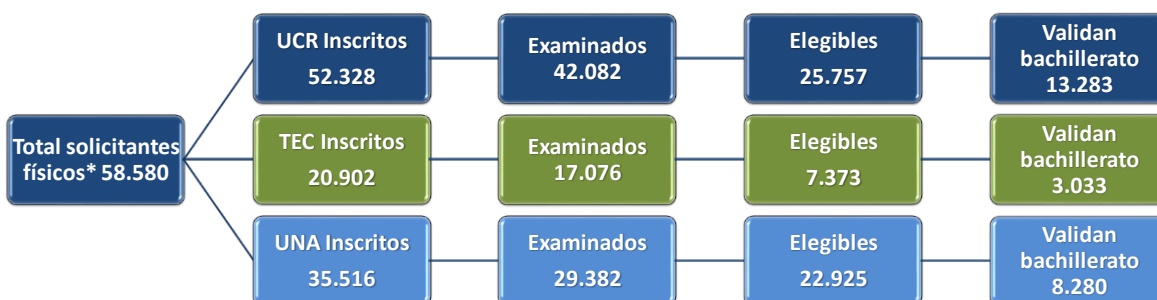 Total solicitantes
físicos* 58.580
UCR Inscritos
52.328
Examinados
42.082
Elegibles
25.757
Validan
bachillerato
13.283
TEC Inscritos
20.902
Examinados
17.076
Elegibles
7.373
Validan
bachillerato
3.033
UNA Inscritos
35.516
Examinados
29.382
Elegibles
22.925
Validan
bachillerato
8.280